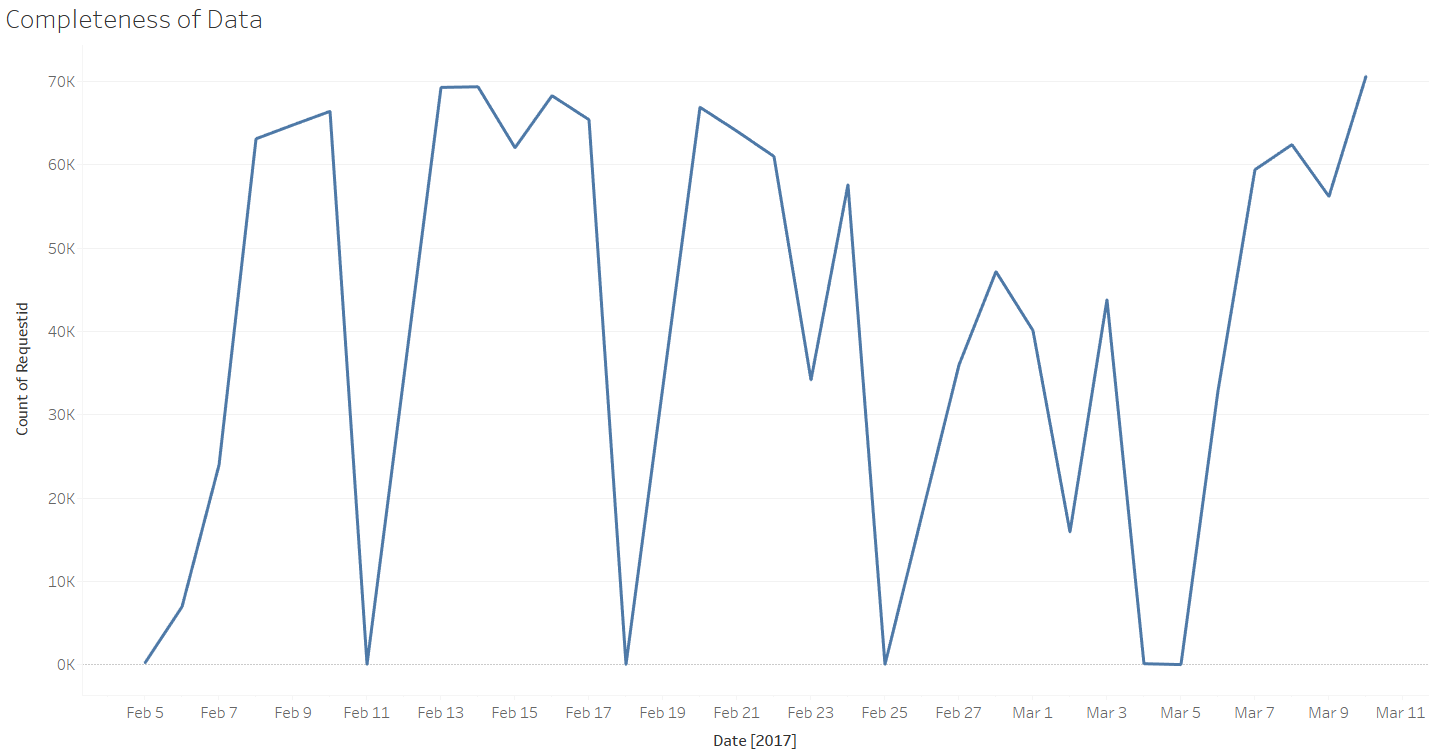 Completeness of Data
70K
60K
50K
40K
30K
20K
10K
0K
Count of Requestid
Feb 5 Feb 7 Feb 9 Feb 11 Feb 13 Feb 15 Feb 17 Feb 19 Feb 21 Feb 23 Feb 25 Feb 27 Mar 1 Mar 3 Mar 5 Mar 7 Mar 9 Mar 11
Date [2017]